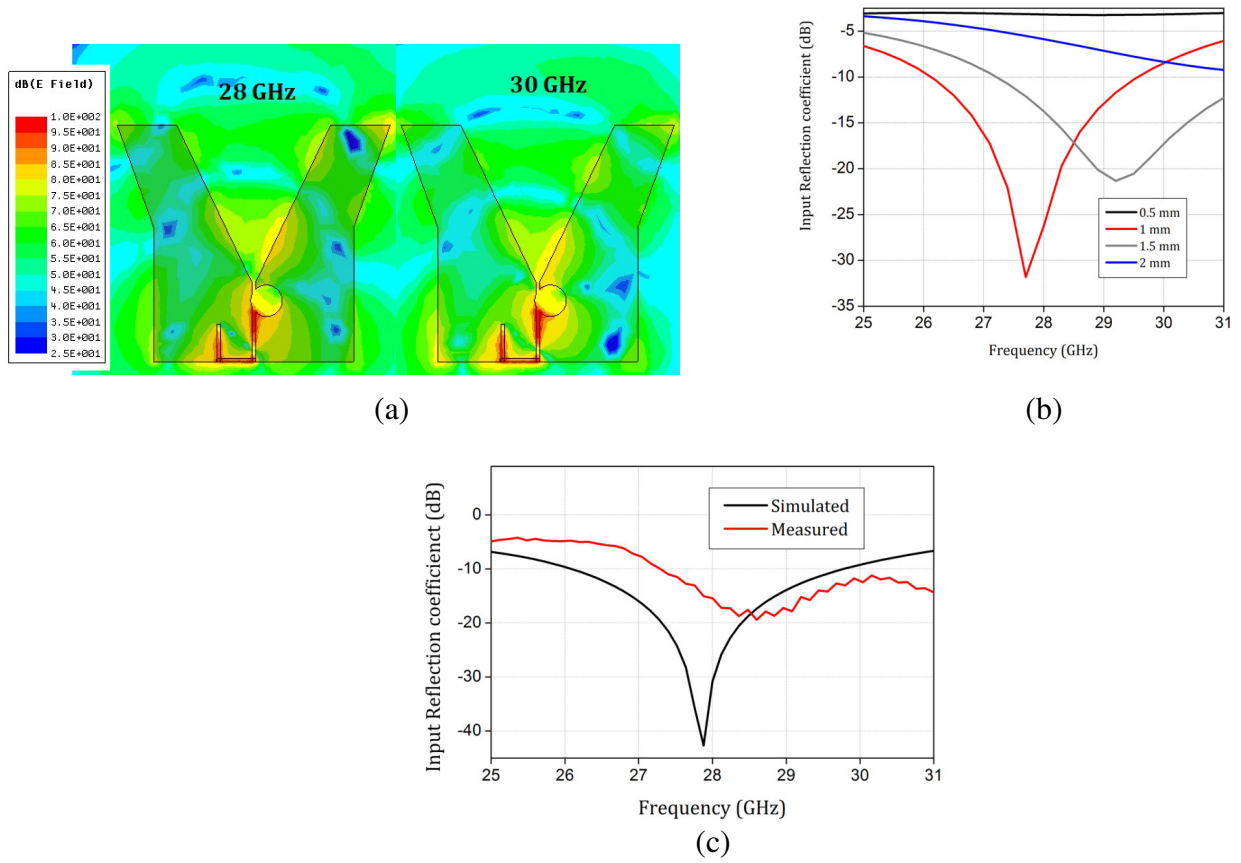 dB(E Field)
1.0E+002
9.5E+001
9.0E+001
8.5E+001
8.0E+001
7.5E+001
7.0E+001
6.5E+001
6.0E+001
5.5E+001
5.0E+001
4.5E+001
4.0E+001
3.5E+001
3.0E+001
2.5E+001
28 GHz
30 GHz
(a)
Input Reflection coefficient (dB)
-5
-10
-15
-20
-25
-30
-35
0.5 mm
1 mm
1.5 mm
2 mm
25 26 27 28 29 30 31
Frequency (GHz)
(b)
Input Reflection coefficienct (dB)
0
-10
-20
-30
-40
Simulated
Measured
25 26 27 28 29 30 31
Frequency (GHz)
(c)